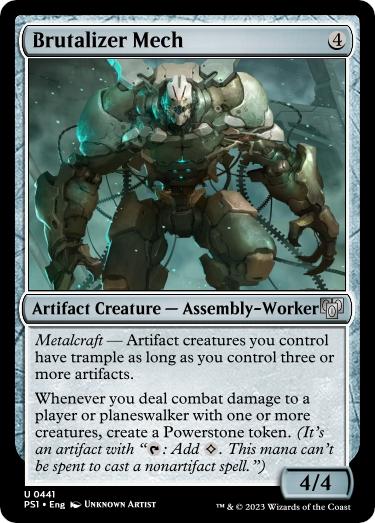 Brutalizer Mech 4
Artifact Creature — Assembly-Worker
Metalcraft — Artifact creatures you control
have trample as long as you control three or
more artifacts.
Whenever you deal combat damage to a
player or planeswalker with one or more
creatures, create a Powerstone token. (It's
an artifact with "T: Add C. This mana can't
be spent to cast a nonartifact spell.")
4/4
U 0441
PS1 • Eng Unknown Artist
™ & © 2023 Wizards of the Coast